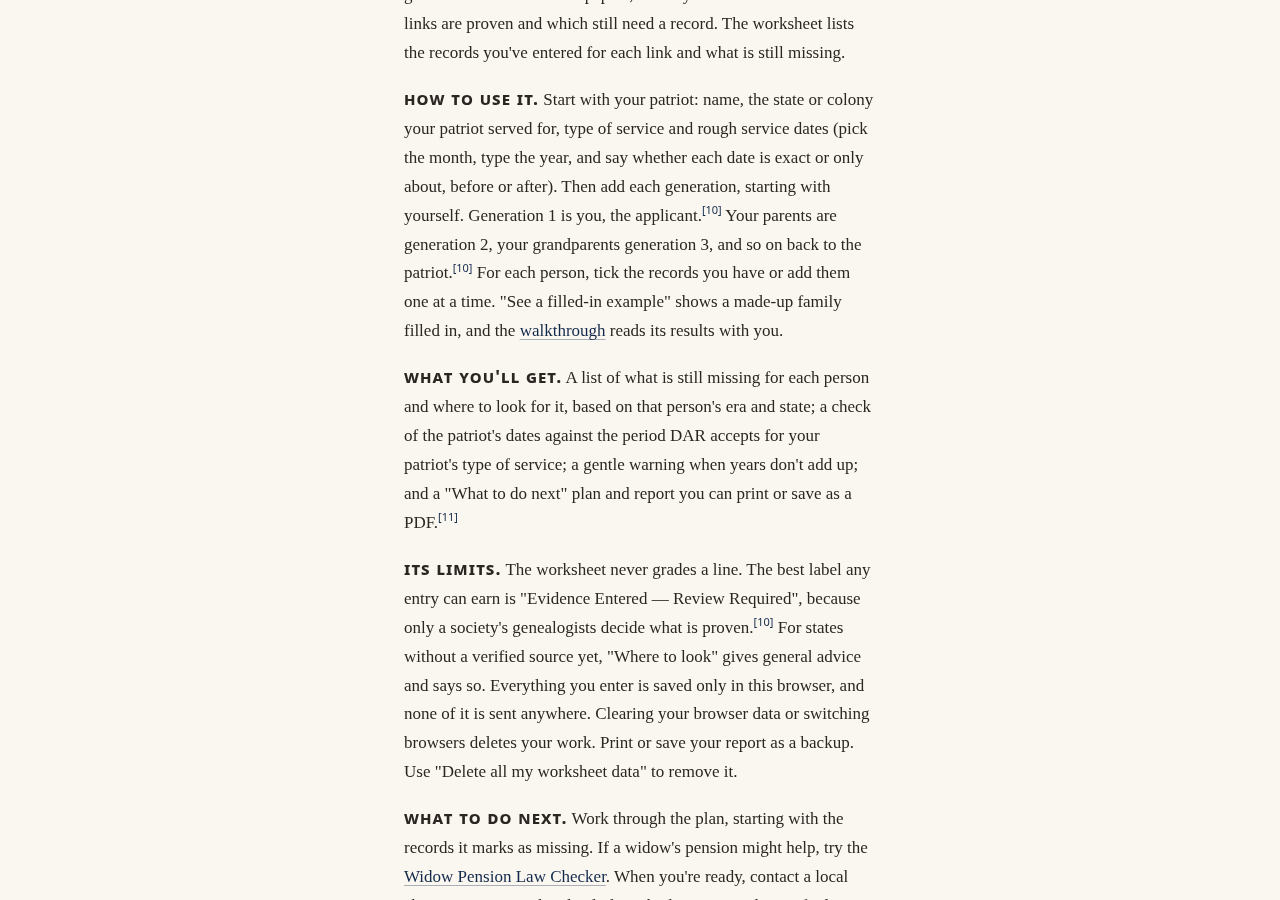 links are proven and which still need a record. The worksheet lists
the records you've entered for each link and what is still missing.
HOW TO USE IT. Start with your patriot: name, the state or colony
your patriot served for, type of service and rough service dates (pick
the month, type the year, and say whether each date is exact or only
about, before or after). Then add each generation, starting with
yourself. Generation 1 is you, the applicant.[10] Your parents are
generation 2, your grandparents generation 3, and so on back to the
patriot.[10] For each person, tick the records you have or add them
one at a time. "See a filled-in example" shows a made-up family
filled in, and the walkthrough reads its results with you.
WHAT YOU'LL GET. A list of what is still missing for each person
and where to look for it, based on that person's era and state; a check
of the patriot's dates against the period DAR accepts for your
patriot's type of service; a gentle warning when years don't add up;
and a "What to do next" plan and report you can print or save as a
PDF.[11]
ITS LIMITS. The worksheet never grades a line. The best label any
entry can earn is "Evidence Entered — Review Required", because
only a society's genealogists decide what is proven.[10] For states
without a verified source yet, "Where to look" gives general advice
and says so. Everything you enter is saved only in this browser, and
none of it is sent anywhere. Clearing your browser data or switching
browsers deletes your work. Print or save your report as a backup.
Use "Delete all my worksheet data" to remove it.
WHAT TO DO NEXT. Work through the plan, starting with the
records it marks as missing. If a widow's pension might help, try the
Widow Pension Law Checker. When you're ready, contact a local